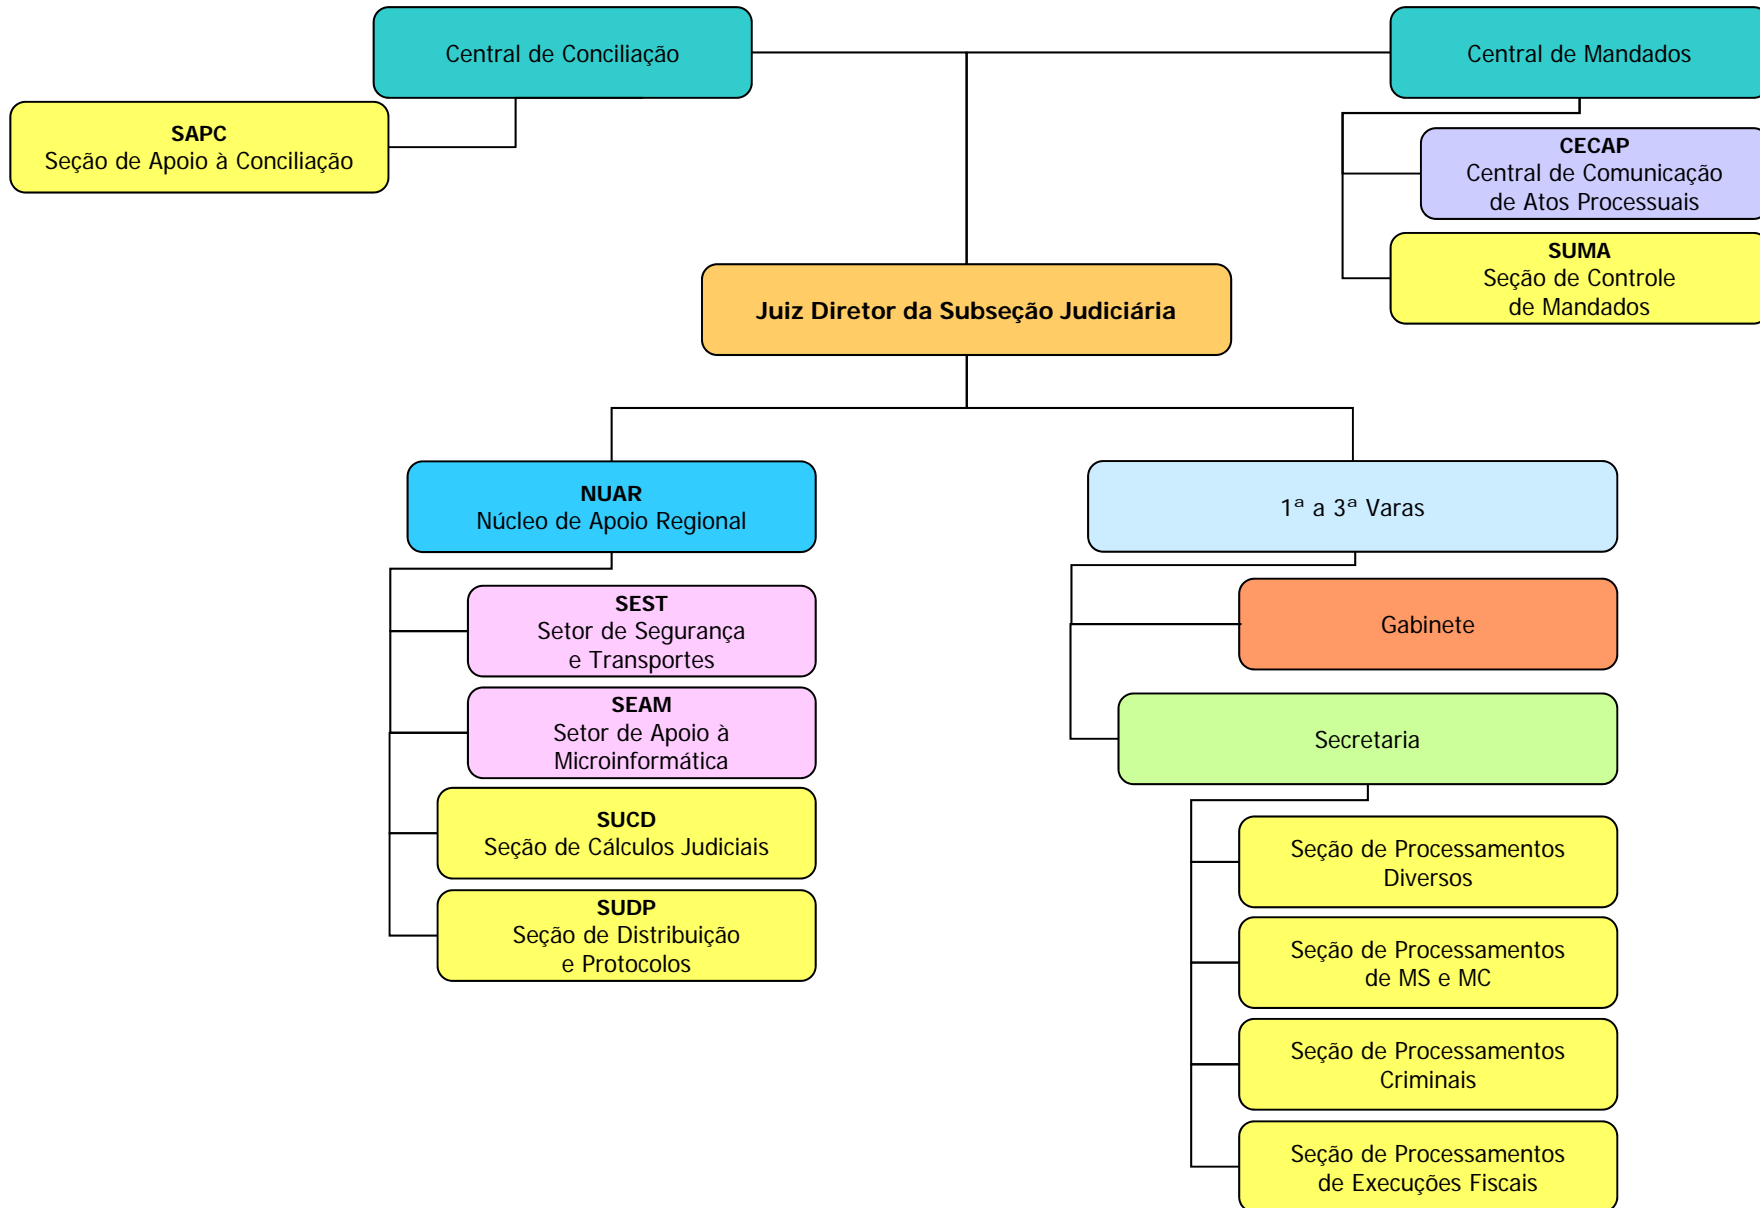 Central de Conciliação
Central de Mandados
SAPC
Seção de Apoio à Conciliação
CECAP
Central de Comunicação
de Atos Processuais
SUMA
Seção de Controle
de Mandados
Juiz Diretor da Subseção Judiciária
NUAR
Núcleo de Apoio Regional
SEST
Setor de Segurança
e Transportes
SEAM
Setor de Apoio à
Microinformática
SUCD
Seção de Cálculos Judiciais
SUDP
Seção de Distribuição
e Protocolos
1ª a 3ª Varas
Gabinete
Secretaria
Seção de Processamentos
Diversos
Seção de Processamentos
de MS e MC
Seção de Processamentos
Criminais
Seção de Processamentos
de Execuções Fiscais